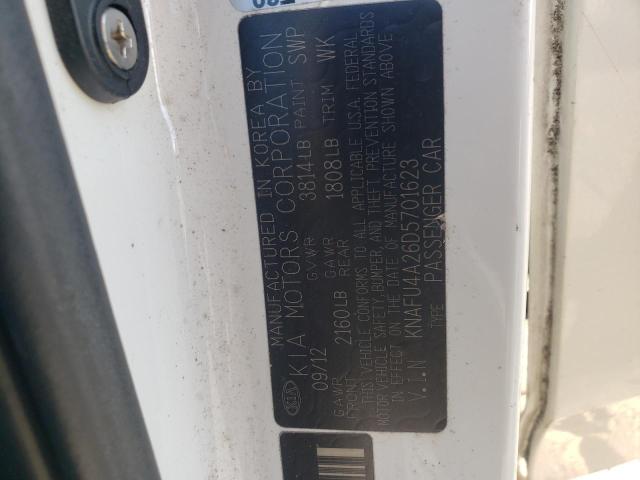 MANUFACTURED IN KOREA BY
KIA MOTORS CORPORATION
09/12 GVWR 3814LB PAINT SWP
GAWR FRONT 2160LB GAWR REAR 1808LB TRIM WK
THIS VEHICLE CONFORMS TO ALL APPLICABLE U.S.A. FEDERAL
MOTOR VEHICLE SAFETY, BUMPER AND THEFT PREVENTION STANDARDS
IN EFFECT ON THE DATE OF MANUFACTURE SHOWN ABOVE
V.I.N KNAFU4A26D5701623
TYPE PASSENGER CAR
KIA